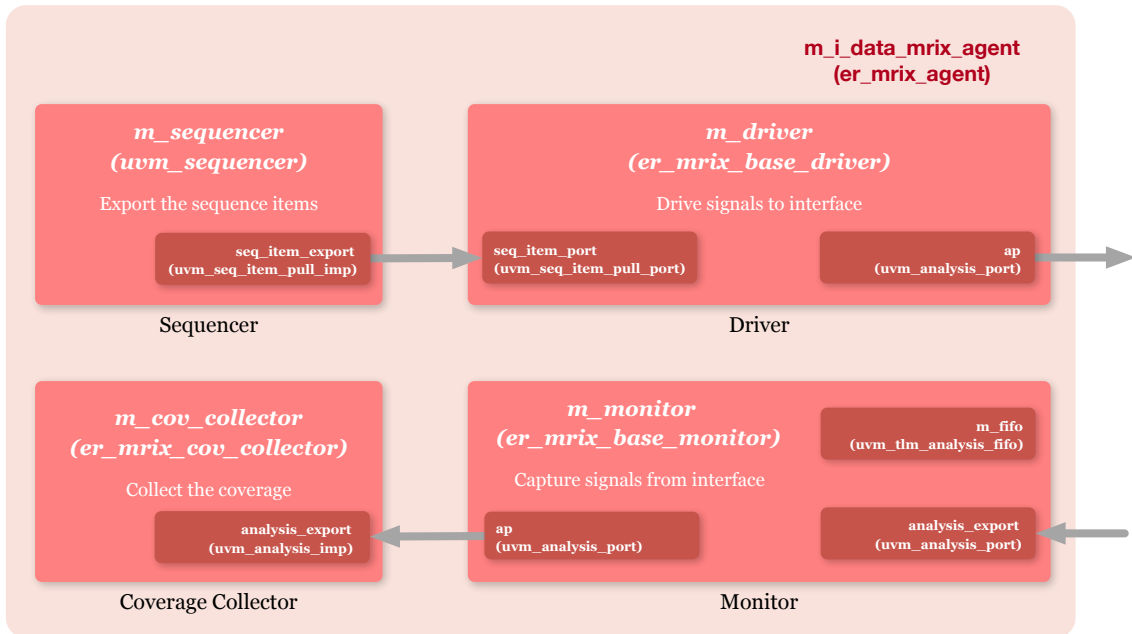 m_i_data_mrix_agent
(er_mrix_agent)
m_sequencer
(uvm_sequencer)
Export the sequence items
seq_item_export
(uvm_seq_item_pull_imp)
Sequencer
m_driver
(er_mrix_base_driver)
Drive signals to interface
seq_item_port
(uvm_seq_item_pull_port)
ap
(uvm_analysis_port)
Driver
m_cov_collector
(er_mrix_cov_collector)
Collect the coverage
analysis_export
(uvm_analysis_imp)
Coverage Collector
m_monitor
(er_mrix_base_monitor)
Capture signals from interface
m_fifo
(uvm_tlm_analysis_fifo)
ap
(uvm_analysis_port)
analysis_export
(uvm_analysis_port)
Monitor